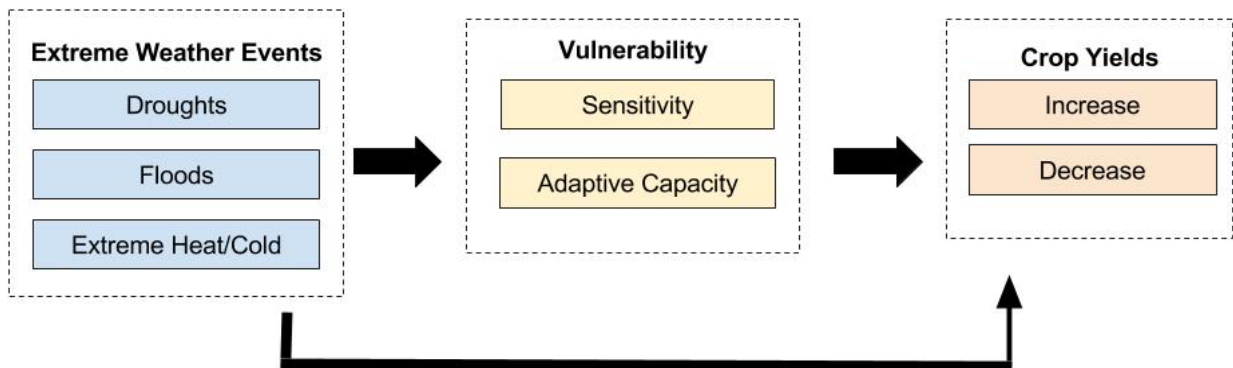 Extreme Weather Events
Droughts
Floods
Extreme Heat/Cold
Vulnerability
Sensitivity
Adaptive Capacity
Crop Yields
Increase
Decrease